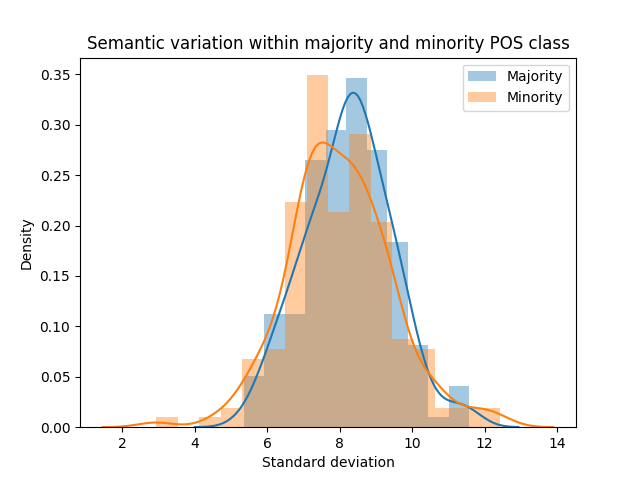 Semantic variation within majority and minority POS class
Majority
Minority
Density
0.35
0.30
0.25
0.20
0.15
0.10
0.05
0.00
2 4 6 8 10 12 14
Standard deviation